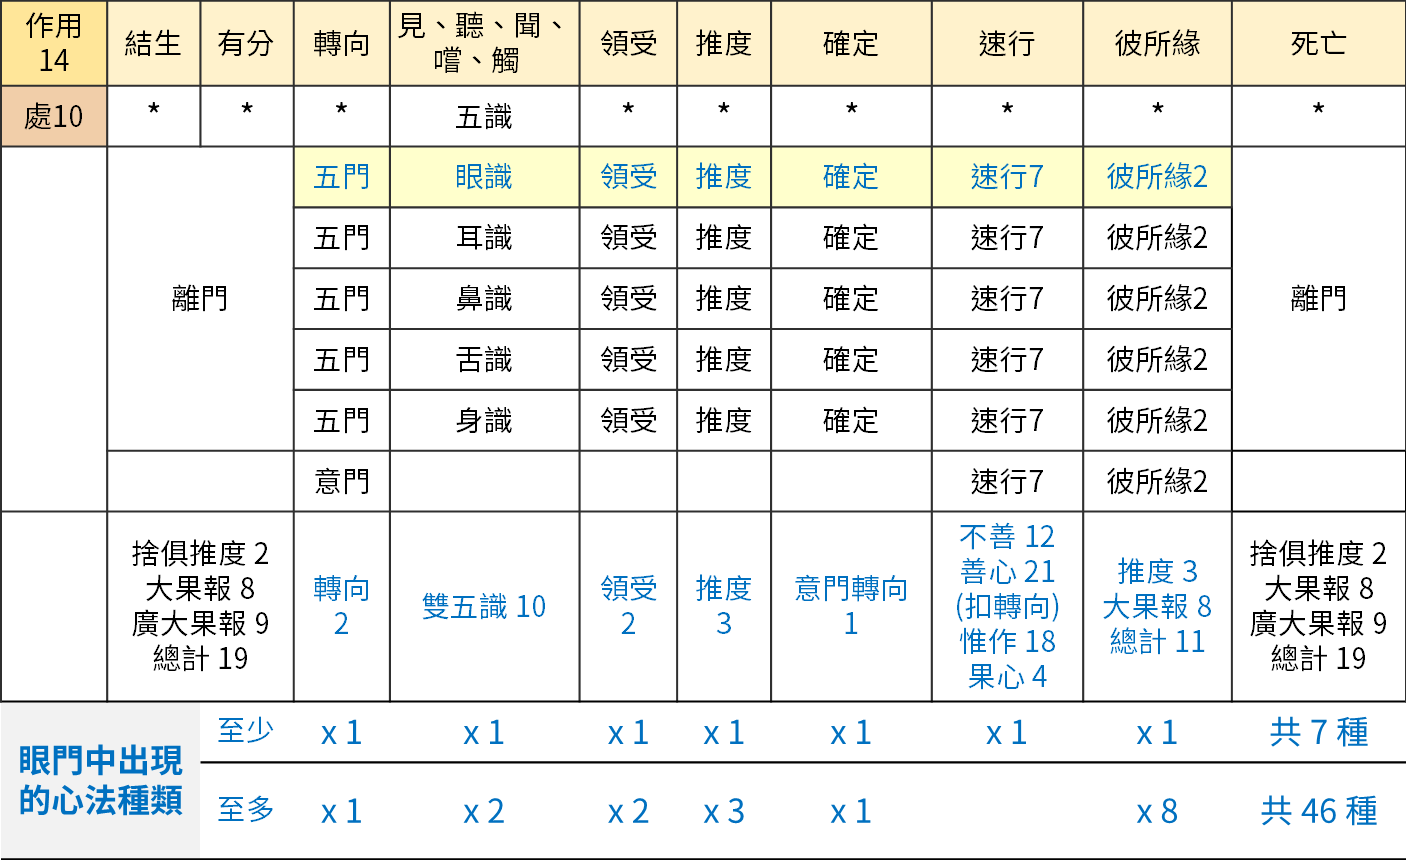 作用 14 結生 有分 轉向 見、聽、聞、嚐、觸 領受 推度 確定 速行 彼所緣 死亡
處10 * * * 五識 * * * * * *
離門 五門 眼識 領受 推度 確定 速行7 彼所緣2 離門
五門 耳識 領受 推度 確定 速行7 彼所緣2
五門 鼻識 領受 推度 確定 速行7 彼所緣2
五門 舌識 領受 推度 確定 速行7 彼所緣2
五門 身識 領受 推度 確定 速行7 彼所緣2
意門 速行7 彼所緣2
捨俱推度 2
大果報 8
廣大果報 9
總計 19
轉向
2
雙五識 10
領受
2
推度
3
意門轉向
1
不善 12
善心 21
(扣轉向)
惟作 18
果心 4
推度 3
大果報 8
總計 11
捨俱推度 2
大果報 8
廣大果報 9
總計 19
眼門中出現
的心法種類
至少 x 1 x 1 x 1 x 1 x 1 x 1 x 1 共 7 種
至多 x 1 x 2 x 2 x 3 x 1 x 8 共 46 種